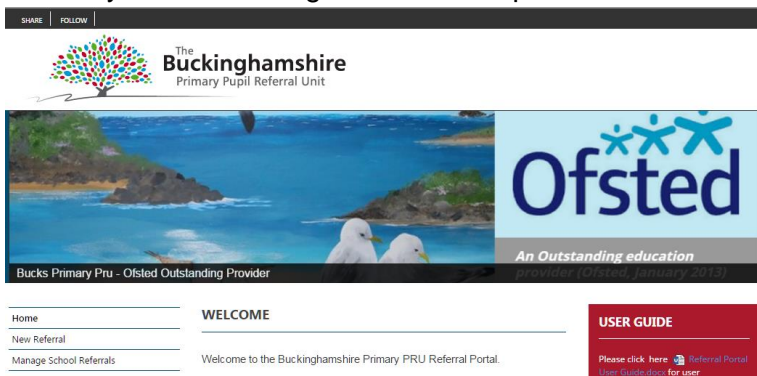 SHARE FOLLOW
The
Buckinghamshire
Primary Pupil Referral Unit
Ofsted
An Outstanding education
provider (Ofsted, January 2013)
Bucks Primary Pru - Ofsted Outstanding Provider
Home
New Referral
Manage School Referrals
WELCOME
Welcome to the Buckinghamshire Primary PRU Referral Portal.
USER GUIDE
Please click here Referral Portal
User Guide.docx for user